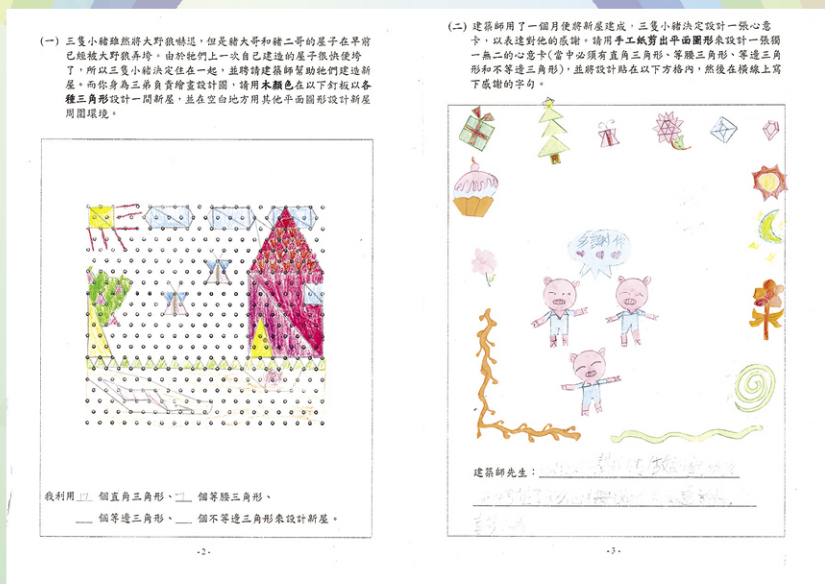 (一) 三隻小豬雖然將大野狼嚇退，但是豬大哥和豬二哥的屋子在早前
已經被大野狼弄垮。由於牠們上一次自己建造的屋子很快便垮
了，所以三隻小豬決定住在一起，並聘請建築師幫助牠們建造新
屋。而你身為三弟負責繪畫設計圖，請用木顏色在以下釘板以各
種三角形設計一間新屋，並在空白地方用其他平面圖形設計新屋
周圍環境。
我利用17個直角三角形、個等腰三角形、
個等邊三角形、個不等邊三角形來設計新屋。
-2-
(二) 建築師用了一個月便將新屋建成，三隻小豬決定設計一張心意
卡，以表達對他的感謝。請用手工紙剪出平面圖形來設計一張獨
一無二的心意卡(當中必須有直角三角形、等腰三角形、等邊三角
形和不等邊三角形)，並將設計貼在以下方格內，然後在橫線上寫
下感謝的字句。
多謝你
建築師先生：
-3-